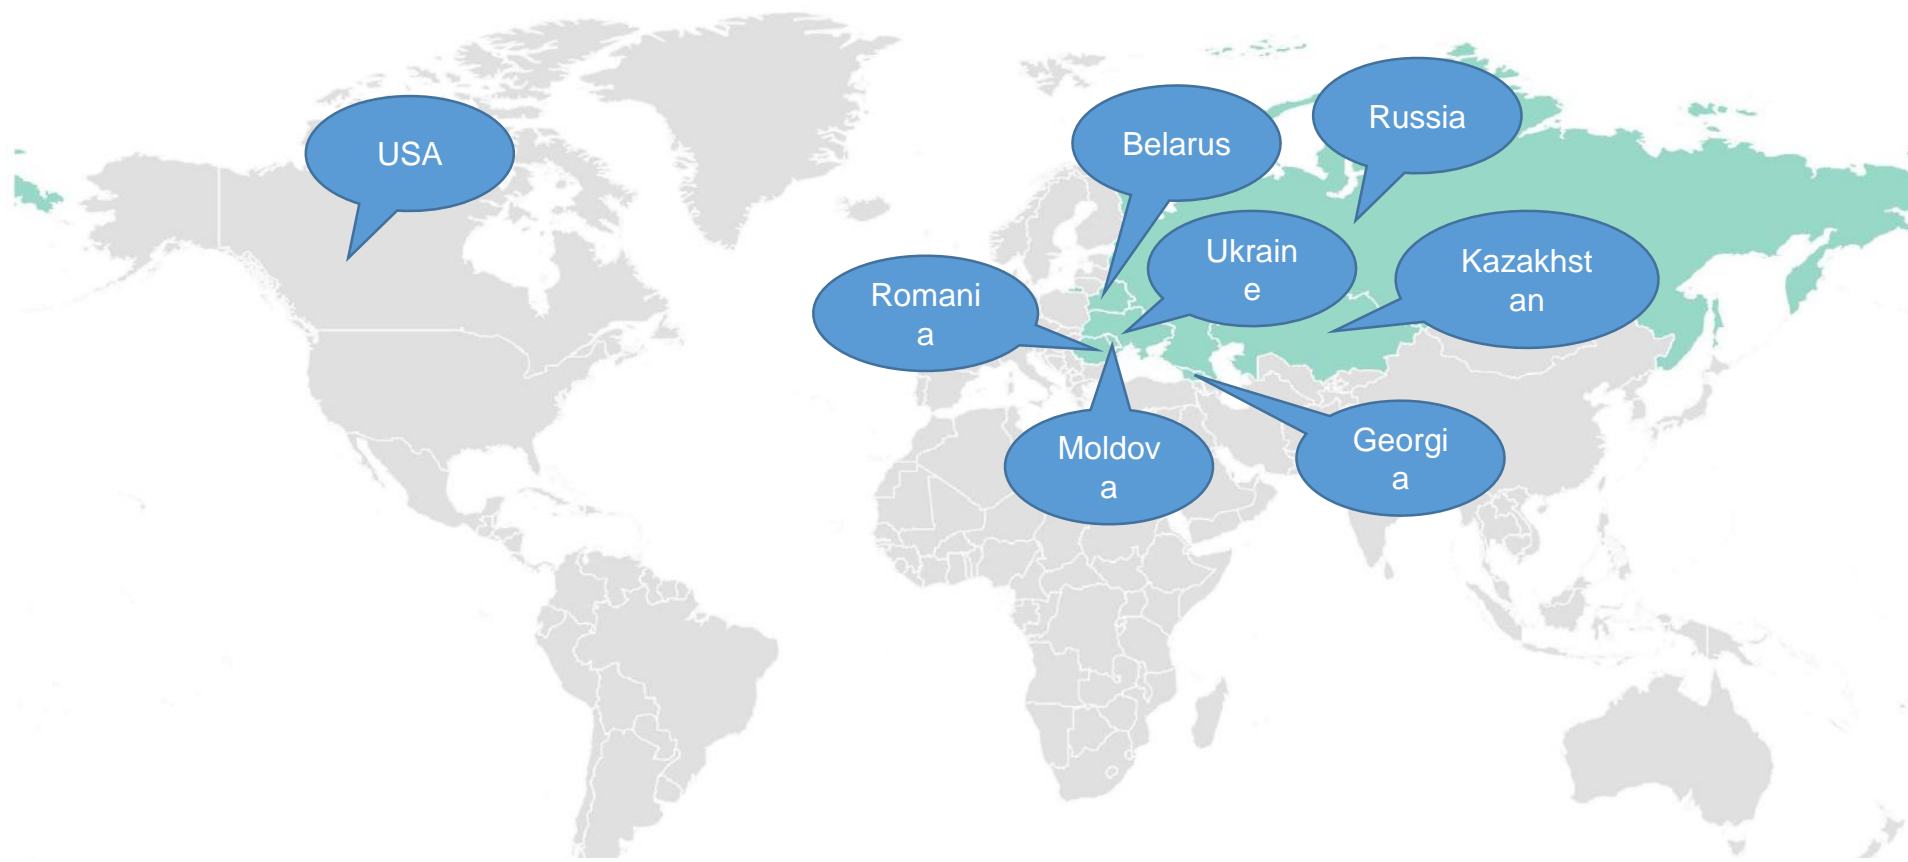 USA
Belarus
Russia
Ukrain
e
Kazakhst
an
Romani
a
Moldov
a
Georgi
a